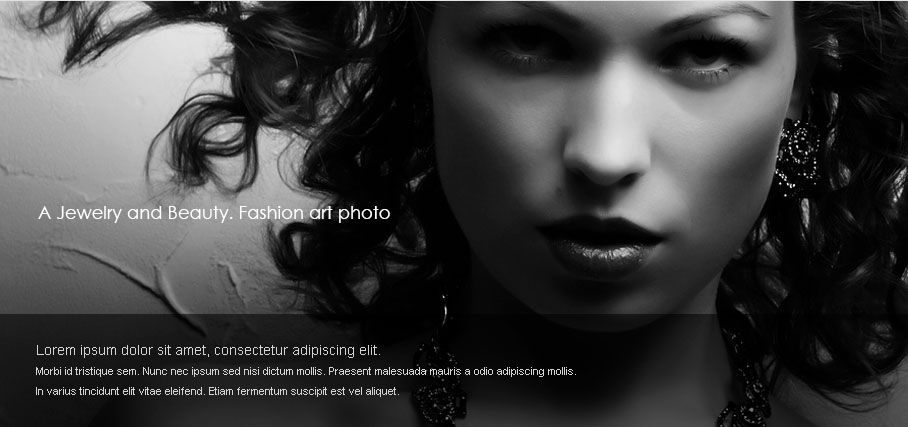 A Jewelry and Beauty. Fashion art photo
Lorem ipsum dolor sit amet, consectetur adipiscing elit.
Morbi id tristique sem. Nunc nec ipsum sed nisi dictum mollis. Praesent malesuada mauris a odio adipiscing mollis.
In varius tincidunt elit vitae eleifend. Etiam fermentum suscipit est vel aliquet.